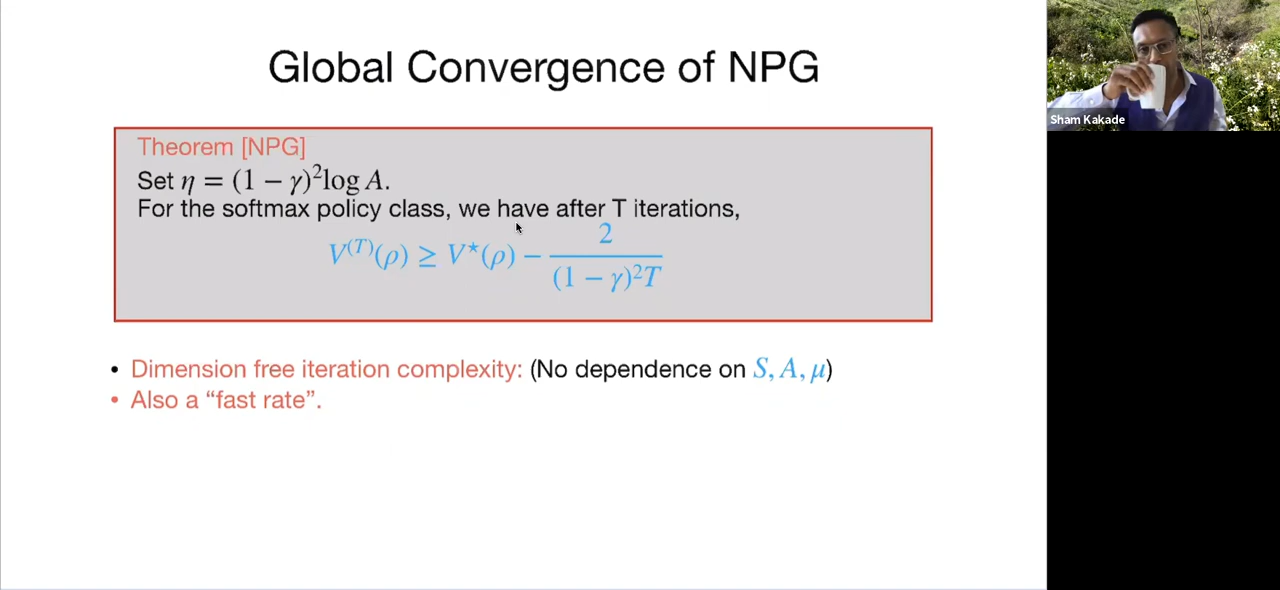 Global Convergence of NPG
Theorem [NPG]
Set η = (1 − γ)²log A.
For the softmax policy class, we have after T iterations,
V⁽ᵀ⁾(ρ) ≥ V⋆(ρ) − 2 / (1 − γ)²T
• Dimension free iteration complexity: (No dependence on S, A, μ)
• Also a “fast rate”.
Sham Kakade